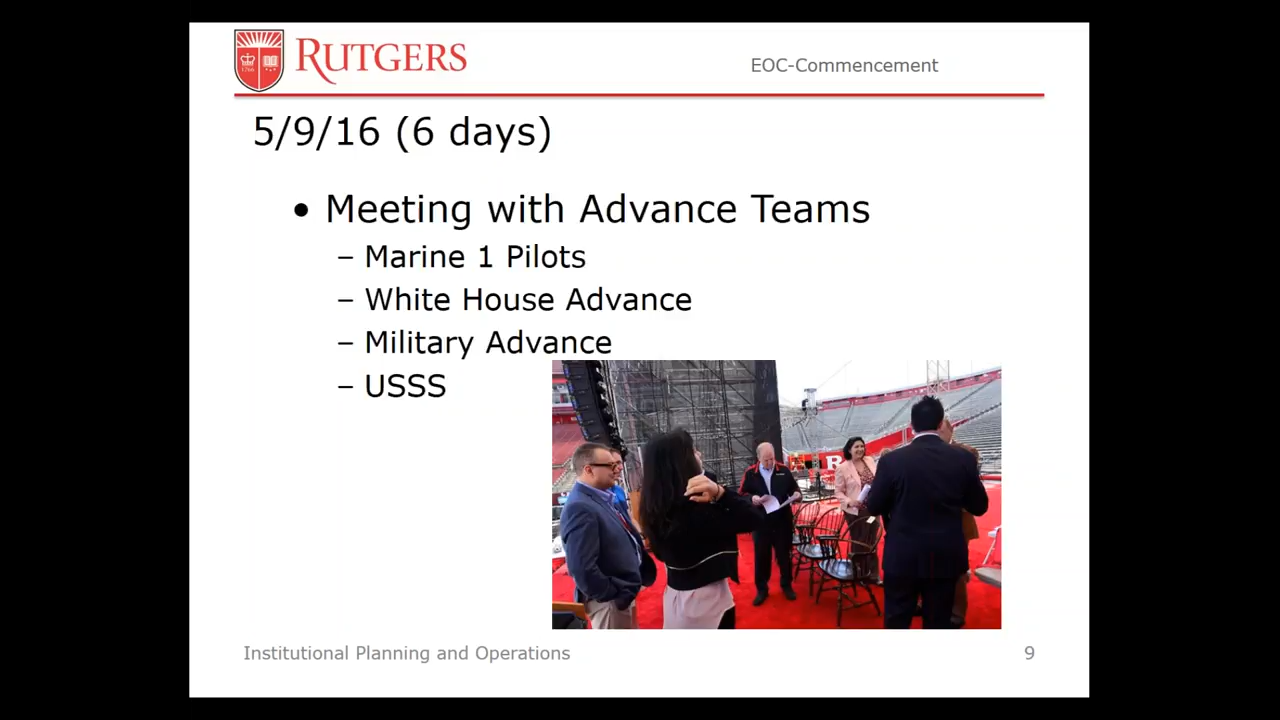 RUTGERS
1766
EOC-Commencement
5/9/16 (6 days)
• Meeting with Advance Teams
– Marine 1 Pilots
– White House Advance
– Military Advance
– USSS
R
Institutional Planning and Operations
9